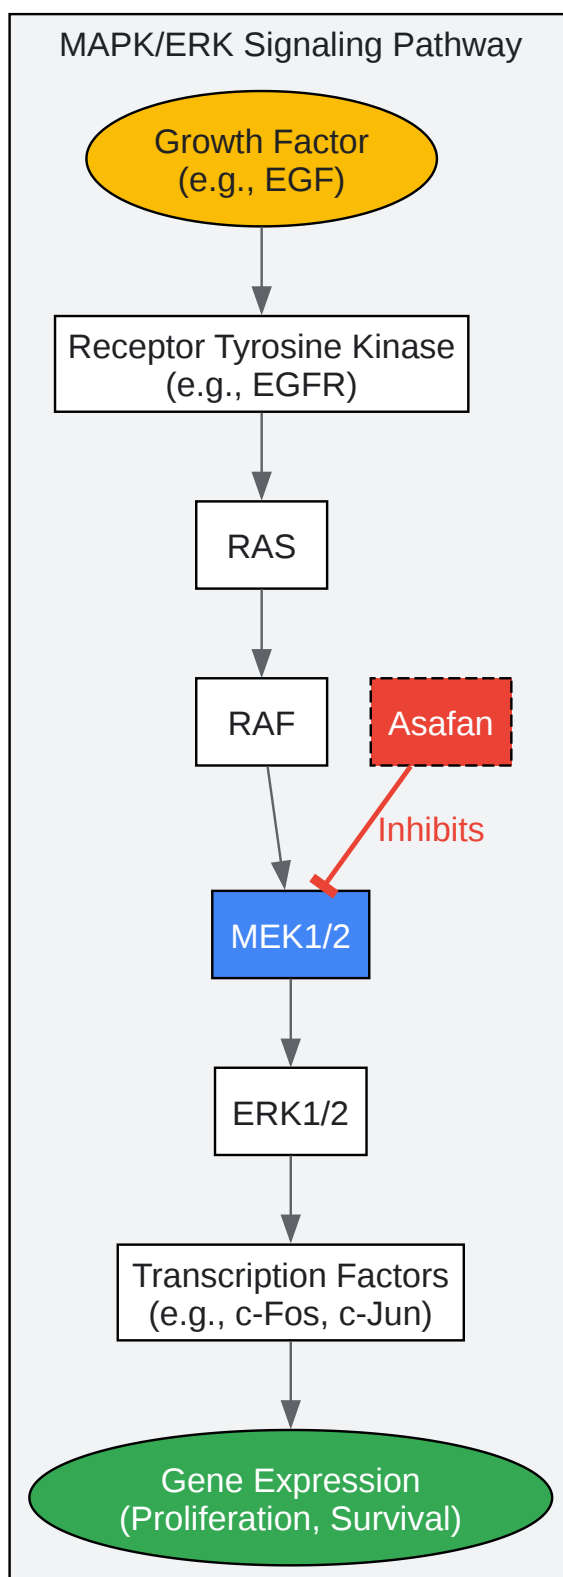 MAPK/ERK Signaling Pathway
Growth Factor
(e.g., EGF)
Receptor Tyrosine Kinase
(e.g., EGFR)
RAS
RAF
Asafan
Inhibits
MEK1/2
ERK1/2
Transcription Factors
(e.g., c-Fos, c-Jun)
Gene Expression
(Proliferation, Survival)